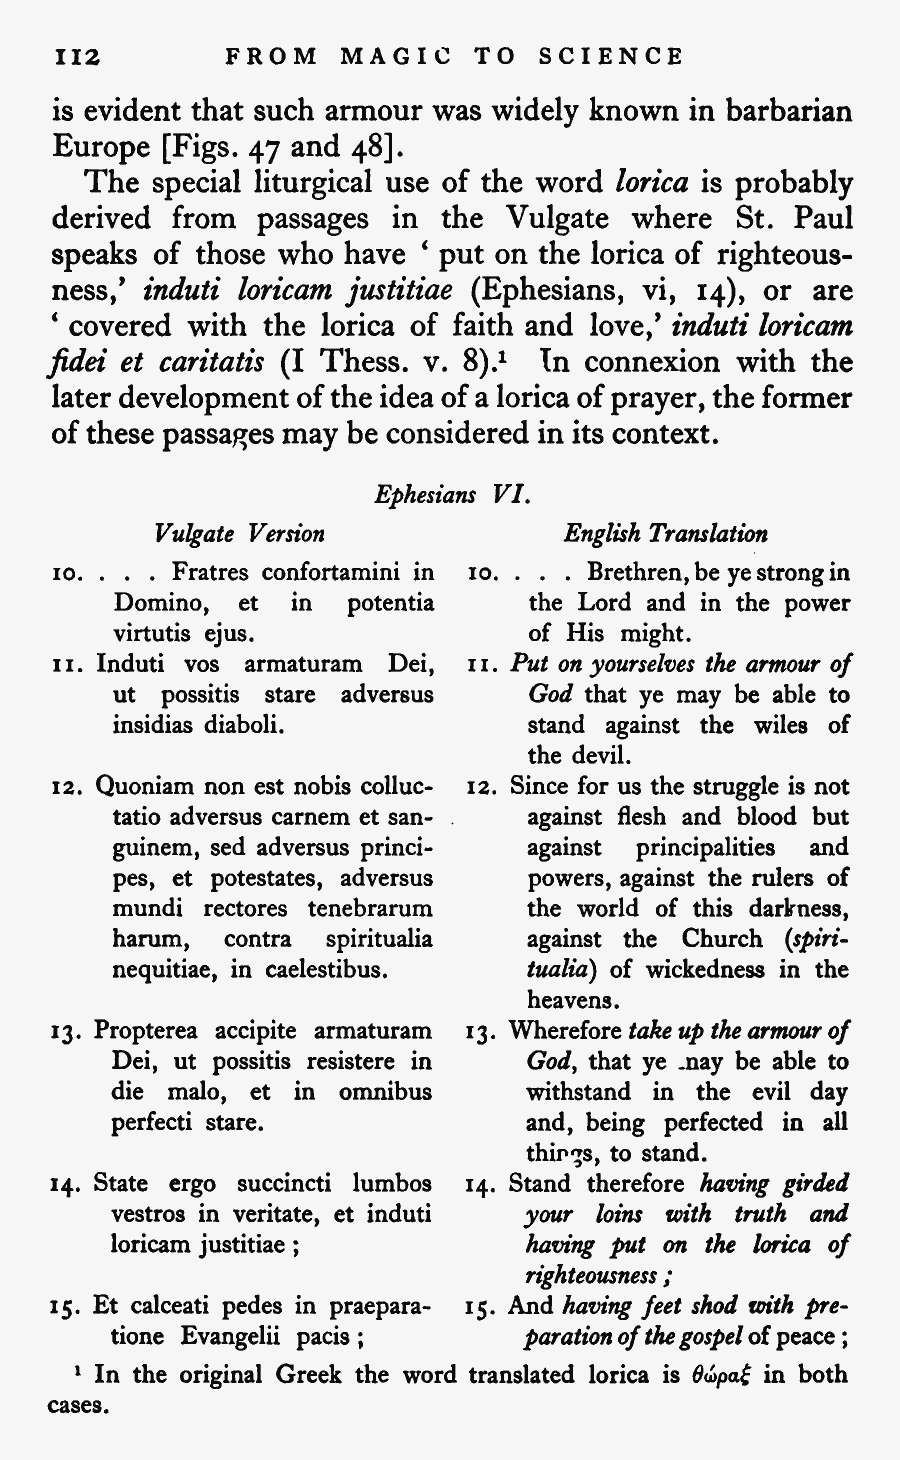 112 FROM MAGIC TO SCIENCE
is evident that such armour was widely known in barbarian
Europe [Figs. 47 and 48].
The special liturgical use of the word lorica is probably
derived from passages in the Vulgate where St. Paul
speaks of those who have ‘ put on the lorica of righteous-
ness,’ induti loricam justitiae (Ephesians, vi, 14), or are
‘ covered with the lorica of faith and love,’ induti loricam
fidei et caritatis (I Thess. v. 8).¹ In connexion with the
later development of the idea of a lorica of prayer, the former
of these passages may be considered in its context.
Ephesians VI.
Vulgate Version
10. . . . Fratres confortamini in
Domino, et in potentia
virtutis ejus.
11. Induti vos armaturam Dei,
ut possitis stare adversus
insidias diaboli.
12. Quoniam non est nobis colluc-
tatio adversus carnem et san-
guinem, sed adversus princi-
pes, et potestates, adversus
mundi rectores tenebrarum
harum, contra spiritualia
nequitiae, in caelestibus.
13. Propterea accipite armaturam
Dei, ut possitis resistere in
die malo, et in omnibus
perfecti stare.
14. State ergo succincti lumbos
vestros in veritate, et induti
loricam justitiae ;
15. Et calceati pedes in praepara-
tione Evangelii pacis ;
English Translation
10. . . . Brethren, be ye strong in
the Lord and in the power
of His might.
11. Put on yourselves the armour of
God that ye may be able to
stand against the wiles of
the devil.
12. Since for us the struggle is not
against flesh and blood but
against principalities and
powers, against the rulers of
the world of this darkness,
against the Church (spiri-
tualia) of wickedness in the
heavens.
13. Wherefore take up the armour of
God, that ye may be able to
withstand in the evil day
and, being perfected in all
things, to stand.
14. Stand therefore having girded
your loins with truth and
having put on the lorica of
righteousness ;
15. And having feet shod with pre-
paration of the gospel of peace ;
¹ In the original Greek the word translated lorica is θώραξ in both
cases.